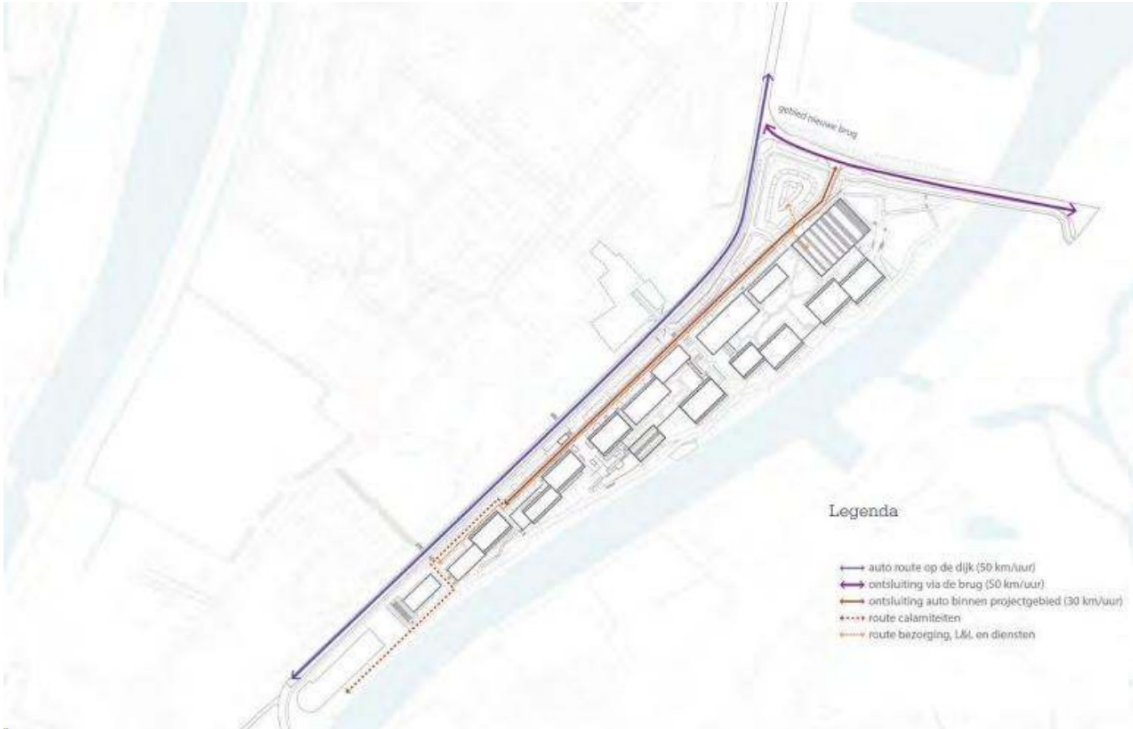 gebied nieuwe brug
Legenda
auto route op de dijk (50 km/uur)
ontsluiting via de brug (50 km/uur)
ontsluiting auto binnen projectgebied (30 km/uur)
route calamiteiten
route bezorging, L&L en diensten